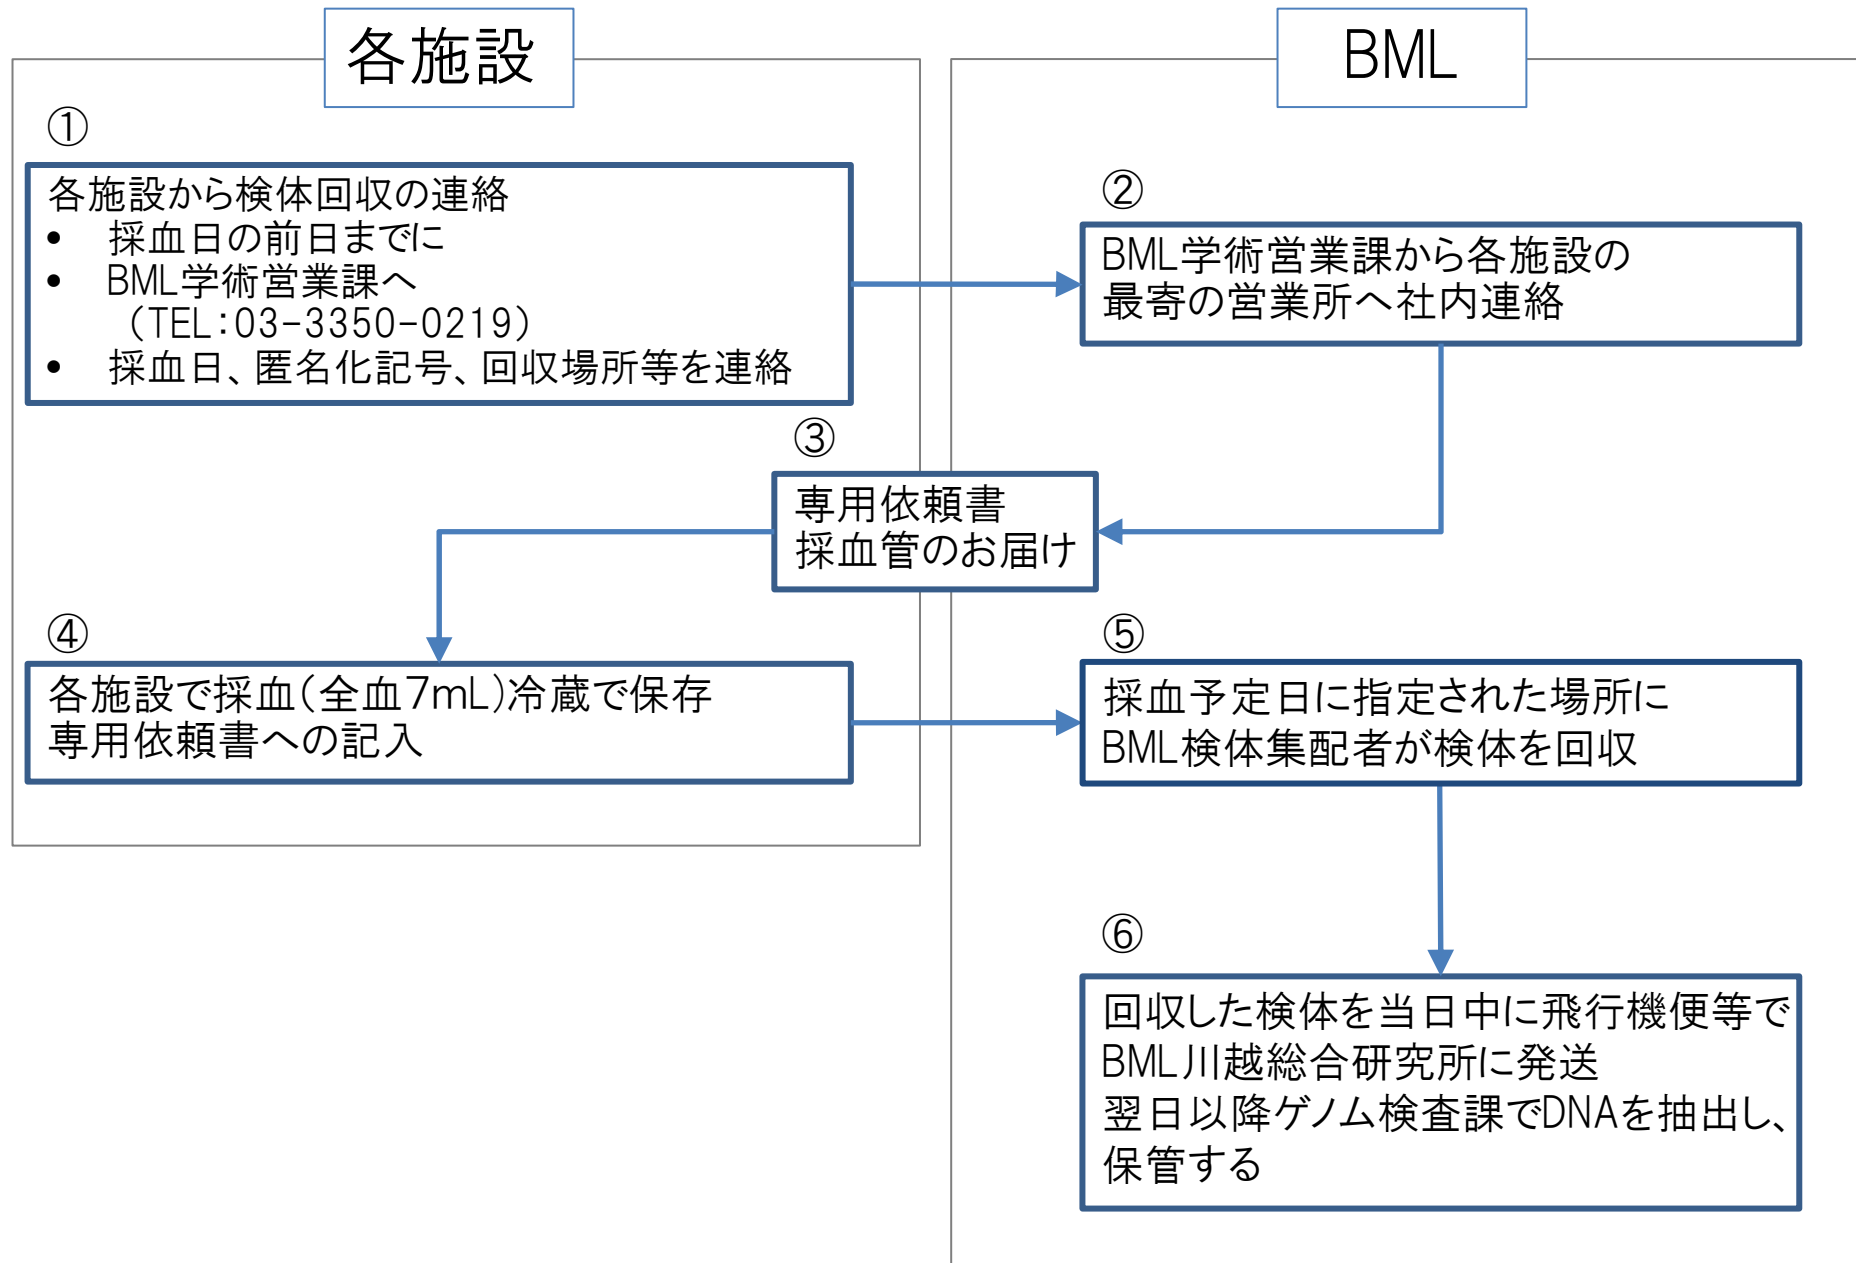 各施設
BML
①
各施設から検体回収の連絡
• 採血日の前日までに
• BML学術営業課へ
（TEL：03-3350-0219）
• 採血日、匿名化記号、回収場所等を連絡
②
BML学術営業課から各施設の
最寄の営業所へ社内連絡
③
専用依頼書
採血管のお届け
④
各施設で採血（全血7mL）冷蔵で保存
専用依頼書への記入
⑤
採血予定日に指定された場所に
BML検体集配者が検体を回収
⑥
回収した検体を当日中に飛行機便等で
BML川越総合研究所に発送
翌日以降ゲノム検査課でDNAを抽出し、
保管する